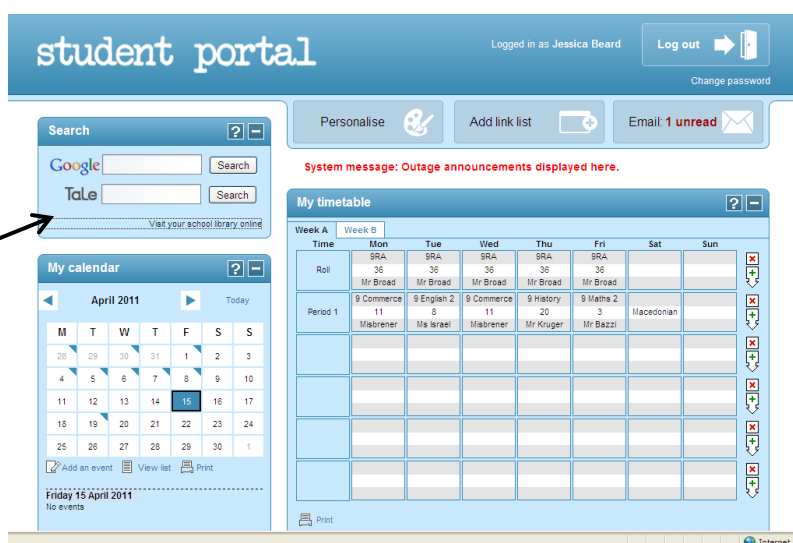 student portal
Logged in as Jessica Beard
Log out
Change password
Search
?
Google
Search
TaLe
Search
Visit your school library online
Personalise
Add link list
Email: 1 unread
System message: Outage announcements displayed here.
My calendar
?
April 2011
Today
M T W T F S S
28 29 30 31 1 2 3
4 5 6 7 8 9 10
11 12 13 14 15 16 17
18 19 20 21 22 23 24
25 26 27 28 29 30 1
Add an event View list Print
Friday 15 April 2011
No events
My timetable
?
Week A Week B
Time Mon Tue Wed Thu Fri Sat Sun
9RA 9RA 9RA 9RA 9RA
Roll 36 36 36 36 36
Mr Broad Mr Broad Mr Broad Mr Broad Mr Broad
9 Commerce 9 English 2 9 Commerce 9 History 9 Maths 2
Period 1 11 8 11 20 3 Macedonian
Misbrener Ms Israel Misbrener Mr Kruger Mr Bazzi
Print
Internet